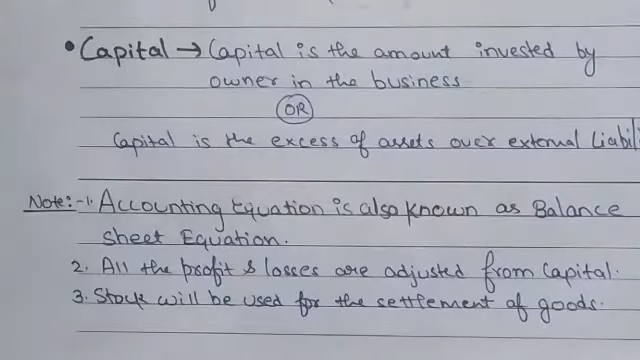 • Capital → Capital is the amount invested by
owner in the business
OR
Capital is the excess of assets over external Liabili
Note:- 1. Accounting Equation is also known as Balance
Sheet Equation.
2. All the profit & losses are adjusted from Capital.
3. Stock will be used for the settlement of goods.